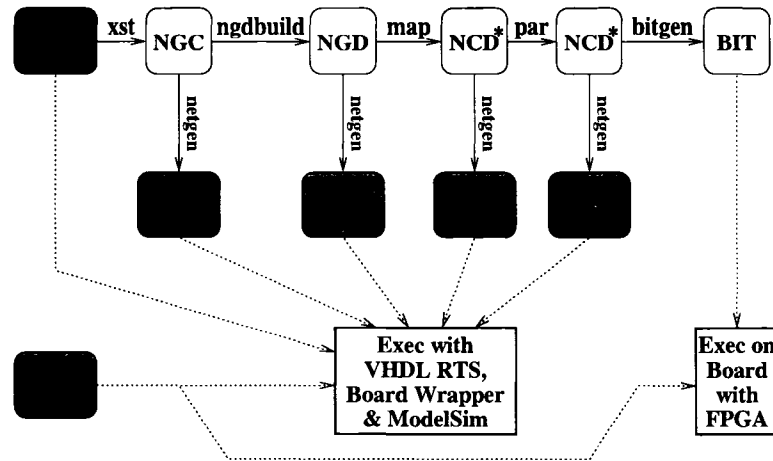 xst
NGC
ngdbuild
NGD
map
NCD*
par
NCD*
bitgen
BIT
netgen
netgen
netgen
netgen
Exec with
VHDL RTS,
Board Wrapper
& ModelSim
Exec on
Board
with
FPGA